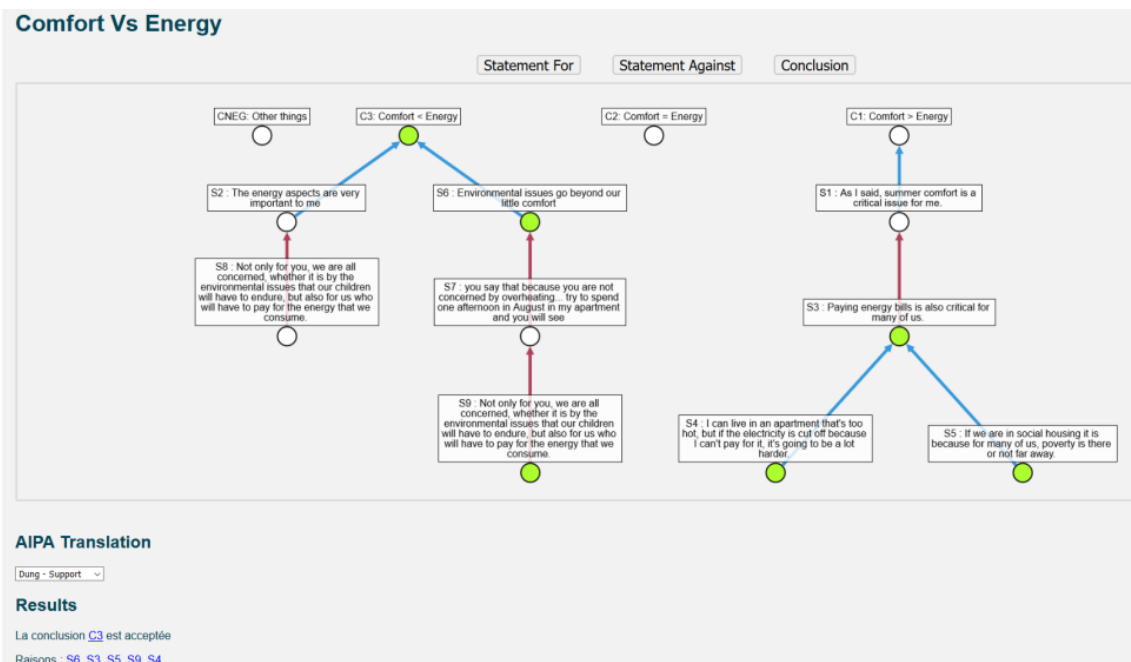 Comfort Vs Energy
Statement For
Statement Against
Conclusion
CNEG: Other things
C3: Comfort < Energy
C2: Comfort = Energy
C1: Comfort > Energy
S2 : The energy aspects are very
important to me
S6 : Environmental issues go beyond our
little comfort
S1 : As I said, summer comfort is a
critical issue for me.
S8 : Not only for you, we are all
concerned, whether it is by the
environmental issues that our children
will have to endure, but also for us who
will have to pay for the energy that we
consume.
S7 : you say that because you are not
concerned by overheating... try to spend
one afternoon in August in my apartment
and you will see
S3 : Paying energy bills is also critical for
many of us.
S9 : Not only for you, we are all
concerned, whether it is by the
environmental issues that our children
will have to endure, but also for us who
will have to pay for the energy that we
consume.
S4 : I can live in an apartment that's too
hot, but if the electricity is cut off because
I can't pay for it, it's going to be a lot
harder.
S5 : If we are in social housing it is
because for many of us, poverty is there
or not far away.
AIPA Translation
Dung - Support
Results
La conclusion C3 est acceptée
Raisons : S6, S3, S5, S9, S4